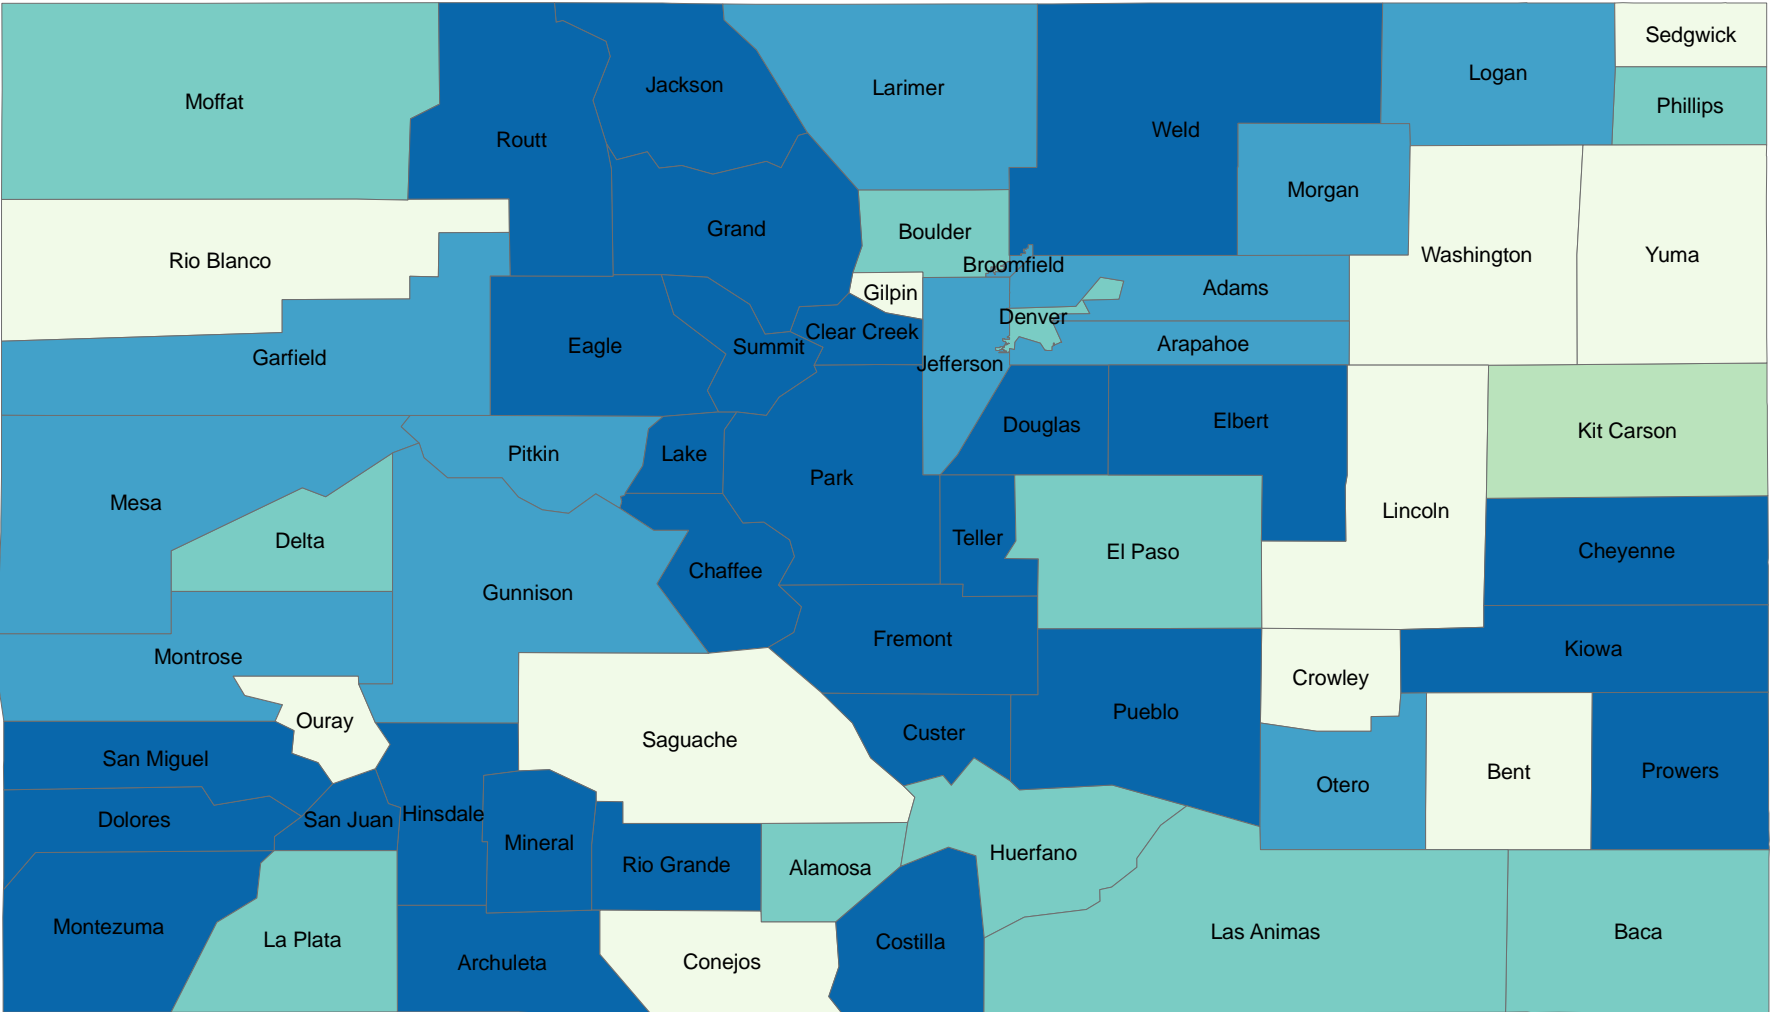 Sedgwick
Logan
Jackson
Larimer
Moffat
Phillips
Weld
Routt
Morgan
Grand
Boulder
Washington
Yuma
Rio Blanco
Broomfield
Adams
Gilpin
Denver
Clear Creek
Arapahoe
Eagle
Summit
Garfield
Jefferson
Elbert
Douglas
Kit Carson
Pitkin
Lake
Park
Mesa
Lincoln
Delta
Teller
El Paso
Cheyenne
Chaffee
Gunnison
Fremont
Kiowa
Montrose
Crowley
Pueblo
Ouray
Custer
Saguache
San Miguel
Bent
Prowers
Otero
Hinsdale
Dolores
San Juan
Mineral
Huerfano
Rio Grande
Alamosa
Montezuma
La Plata
Las Animas
Baca
Costilla
Archuleta
Conejos